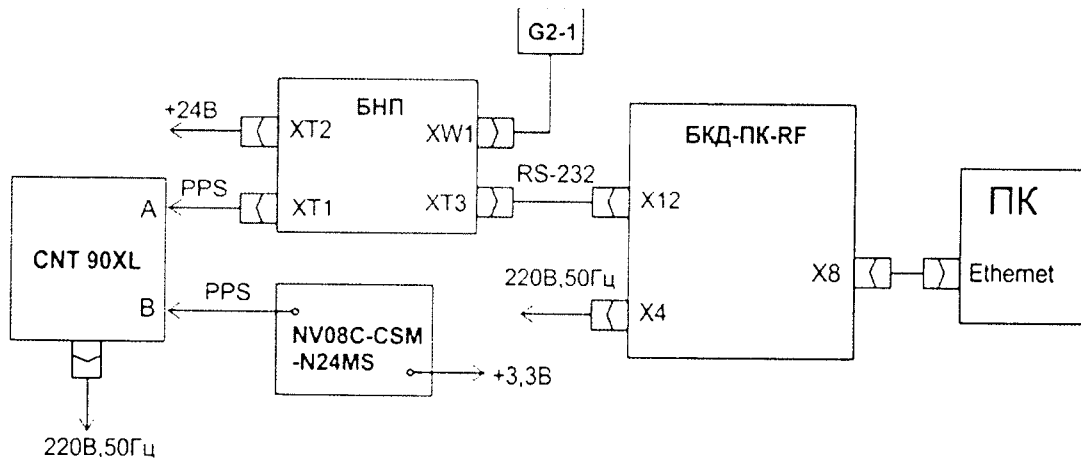 G2-1
БНП
+24В
XT2
XW1
БКД-ПК-RF
PPS
RS-232
A
XT1
XT3
X12
ПК
CNT 90XL
X8
Ethernet
B
PPS
220В,50Гц
X4
NV08C-CSM
-N24MS
+3,3В
220В,50Гц